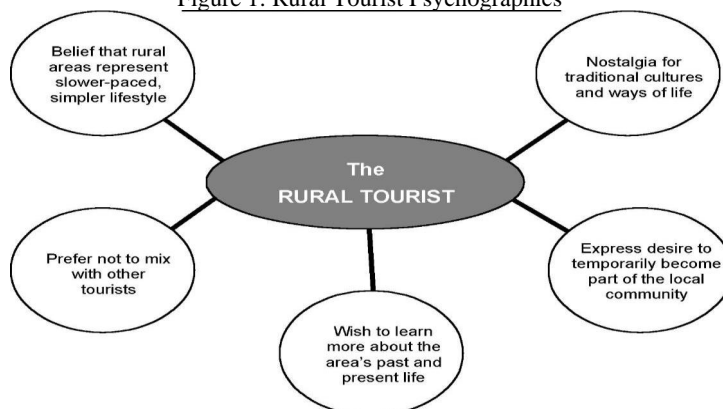 Figure 1: Rural Tourist Psychographics
Belief that rural
areas represent
slower-paced,
simpler lifestyle
Nostalgia for
traditional cultures
and ways of life
The
RURAL TOURIST
Prefer not to mix
with other
tourists
Express desire to
temporarily become
part of the local
community
Wish to learn
more about the
area's past and
present life